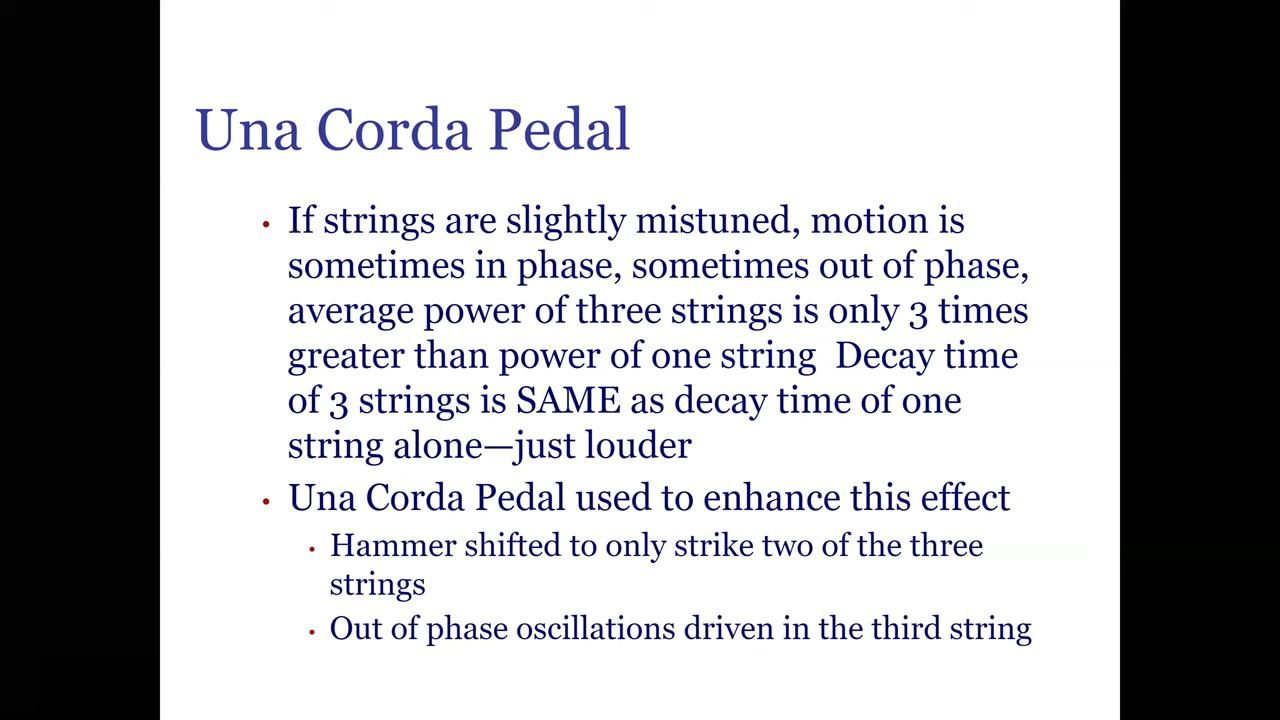 Una Corda Pedal
• If strings are slightly mistuned, motion is
sometimes in phase, sometimes out of phase,
average power of three strings is only 3 times
greater than power of one string  Decay time
of 3 strings is SAME as decay time of one
string alone—just louder
• Una Corda Pedal used to enhance this effect
• Hammer shifted to only strike two of the three
strings
• Out of phase oscillations driven in the third string